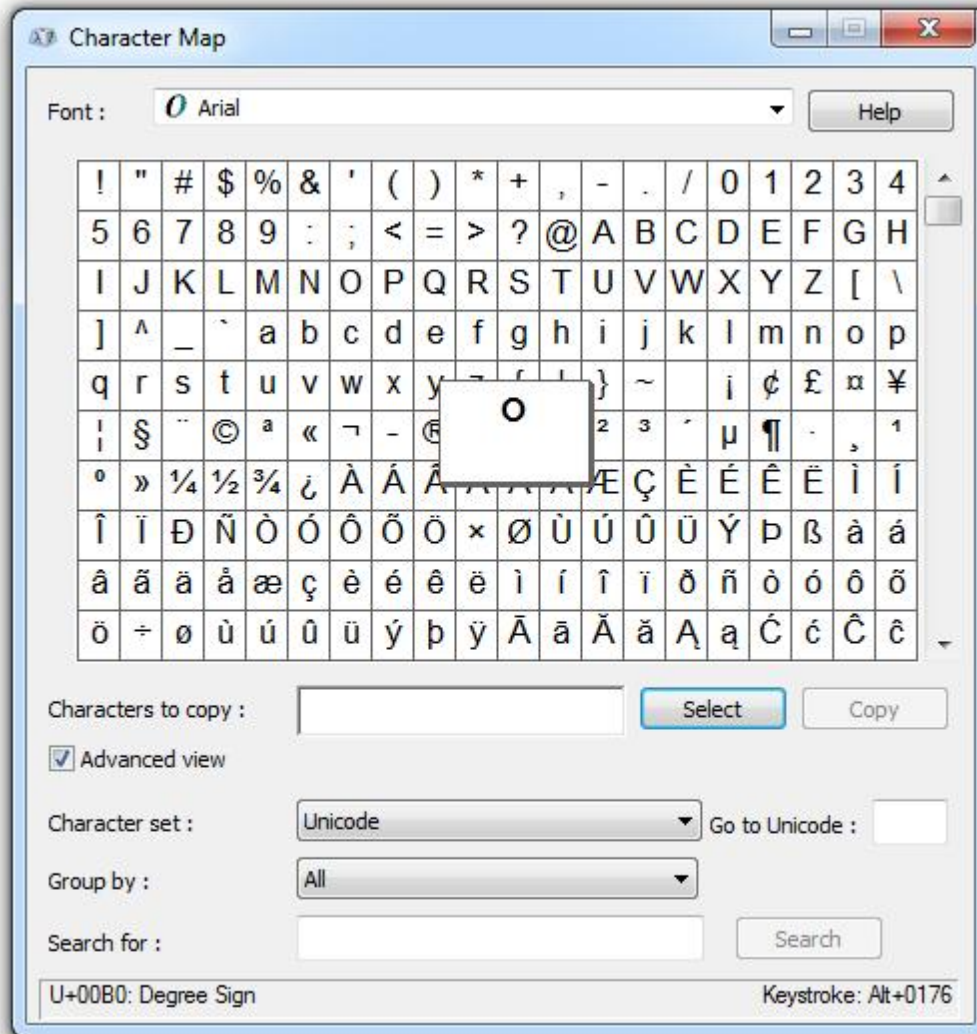 Character Map
Font :
O Arial
Help
! " # $ % & ' ( ) * + , - . / 0 1 2 3 4
5 6 7 8 9 : ; < = > ? @ A B C D E F G H
I J K L M N O P Q R S T U V W X Y Z [ \
] ^ _ ` a b c d e f g h i j k l m n o p
q r s t u v w x y } ~ ¡ ¢ £ ¤ ¥
¦ § ¨ © ª « ¬ - ® ° ² ³ ´ µ ¶ · ¸ ¹
º » ¼ ½ ¾ ¿ À Á Â Æ Ç È É Ê Ë Ì Í
Î Ï Ð Ñ Ò Ó Ô Õ Ö × Ø Ù Ú Û Ü Ý Þ ß à á
â ã ä å æ ç è é ê ë ì í î ï ð ñ ò ó ô õ
ö ÷ ø ù ú û ü ý þ ÿ Ā ā Ă ă Ą ą Ć ć Ĉ ĉ
Characters to copy :
Select
Copy
Advanced view
Character set :
Unicode
Go to Unicode :
Group by :
All
Search for :
Search
U+00B0: Degree Sign
Keystroke: Alt+0176